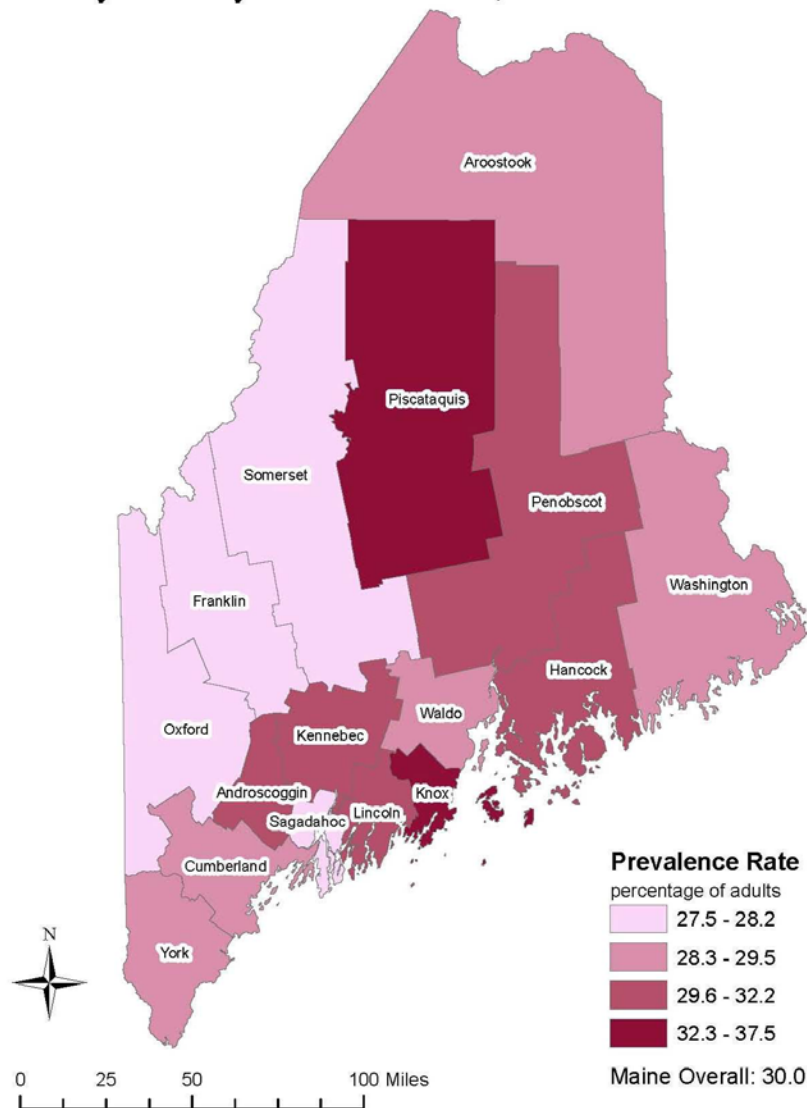 Aroostook
Piscataquis
Somerset
Penobscot
Washington
Franklin
Hancock
Waldo
Oxford
Kennebec
Androscoggin
Knox
Lincoln
Sagadahoc
Cumberland
York
N
0 25 50 100 Miles
Prevalence Rate
percentage of adults
27.5 - 28.2
28.3 - 29.5
29.6 - 32.2
32.3 - 37.5
Maine Overall: 30.0